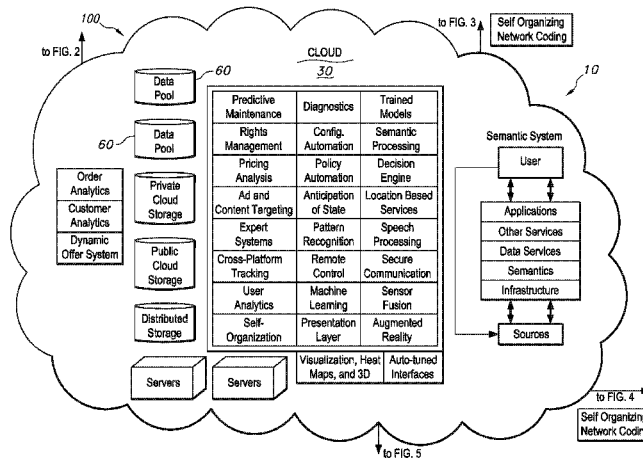 to FIG. 2
100
to FIG. 3
Self Organizing
Network Coding
10
CLOUD
30
Data
Pool
60
Data
Pool
60
Private
Cloud
Storage
Public
Cloud
Storage
Distributed
Storage
Order
Analytics
Customer
Analytics
Dynamic
Offer System
Predictive
Maintenance
Diagnostics
Trained
Models
Rights
Management
Config.
Automation
Semantic
Processing
Pricing
Analysis
Policy
Automation
Decision
Engine
Ad and
Content Targeting
Anticipation
of State
Location Based
Services
Expert
Systems
Pattern
Recognition
Speech
Processing
Cross-Platform
Tracking
Remote
Control
Secure
Communication
User
Analytics
Machine
Learning
Sensor
Fusion
Self-
Organization
Presentation
Layer
Augmented
Reality
Visualization, Heat
Maps, and 3D
Auto-tuned
Interfaces
Servers
Servers
Semantic System
User
Applications
Other Services
Data Services
Semantics
Infrastructure
Sources
to FIG. 4
Self Organizing
Network Coding
to FIG. 5